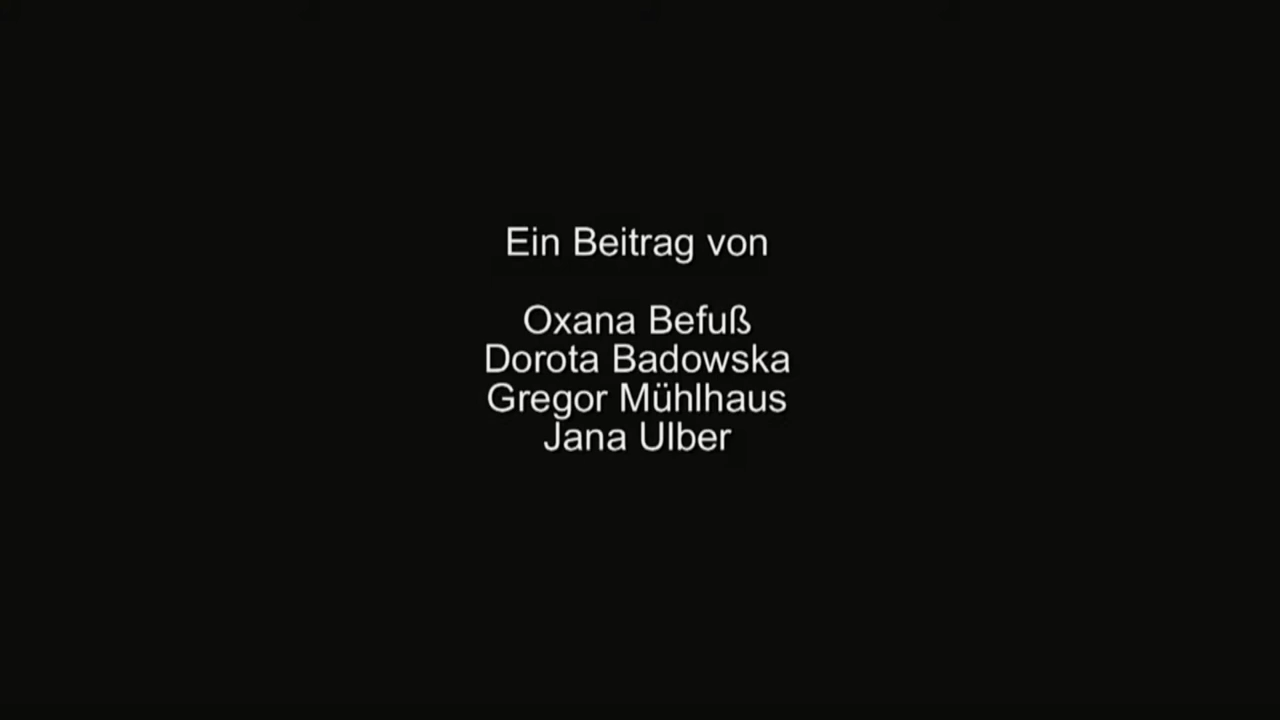 Ein Beitrag von
Oxana Befuß
Dorota Badowska
Gregor Mühlhaus
Jana Ulber